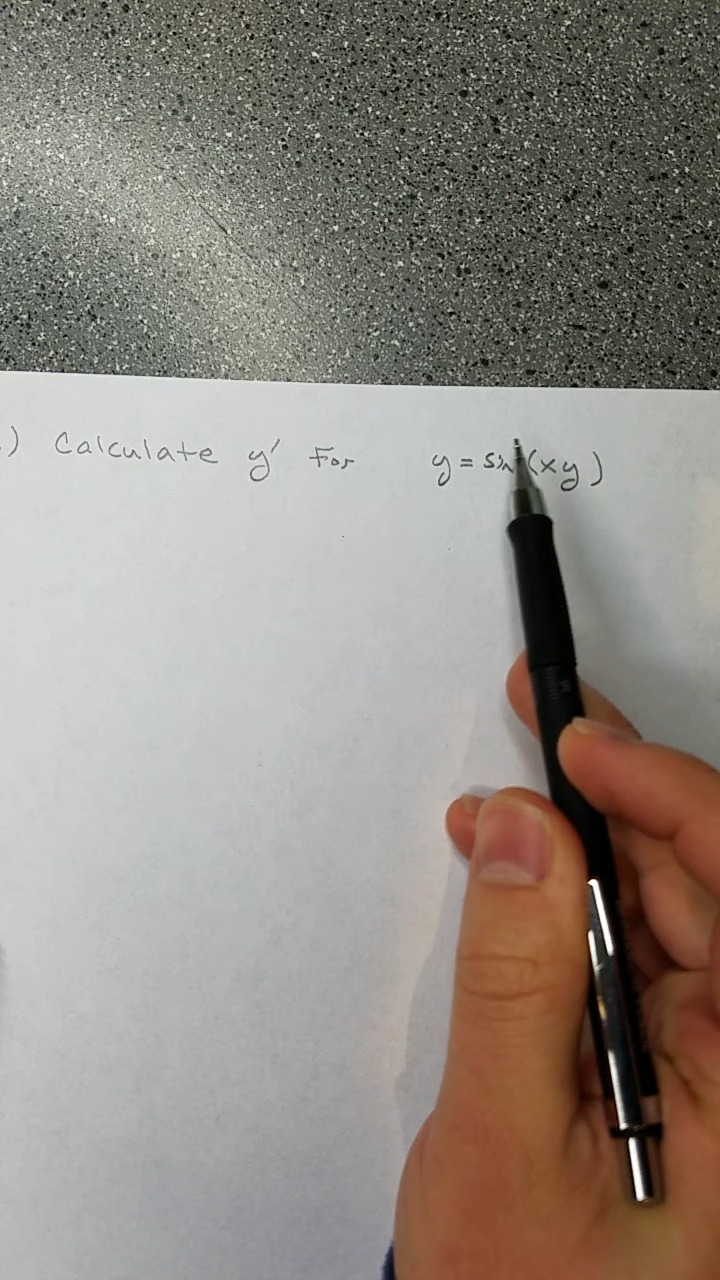 .) Calculate y' For y = sin(xy)